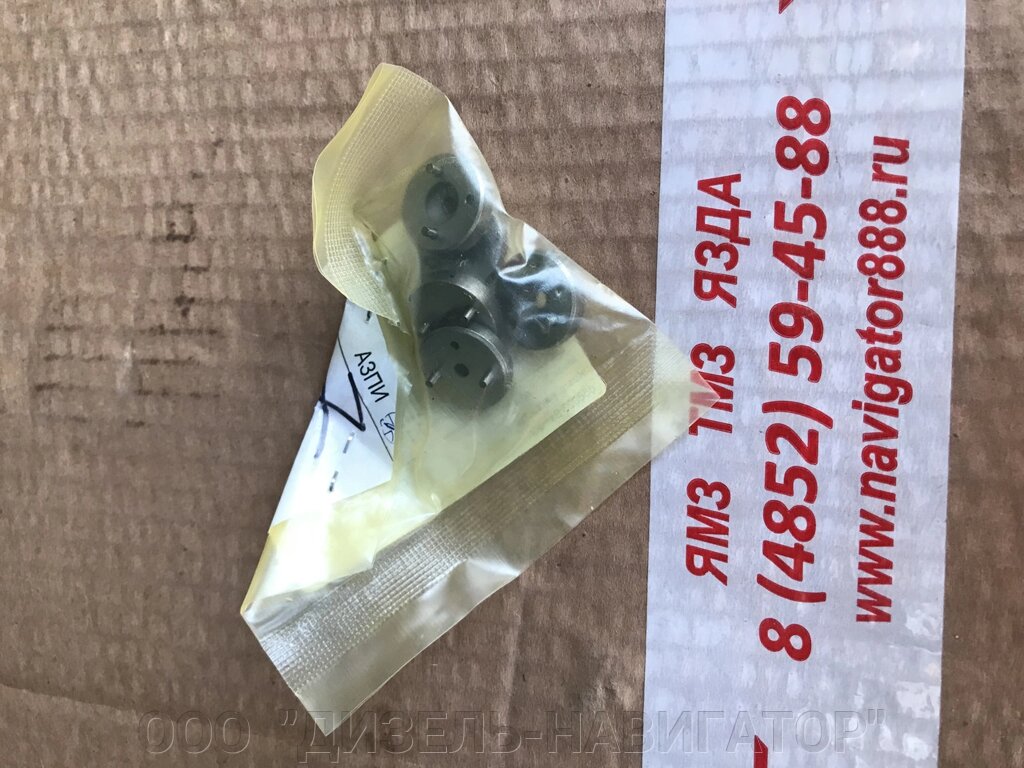 ЯМЗ ТМЗ ЯЗДА
8 (4852) 59-45-88
www.navigator888.ru
АЗПИ
ООО "ДИЗЕЛЬ-НАВИГАТОР"